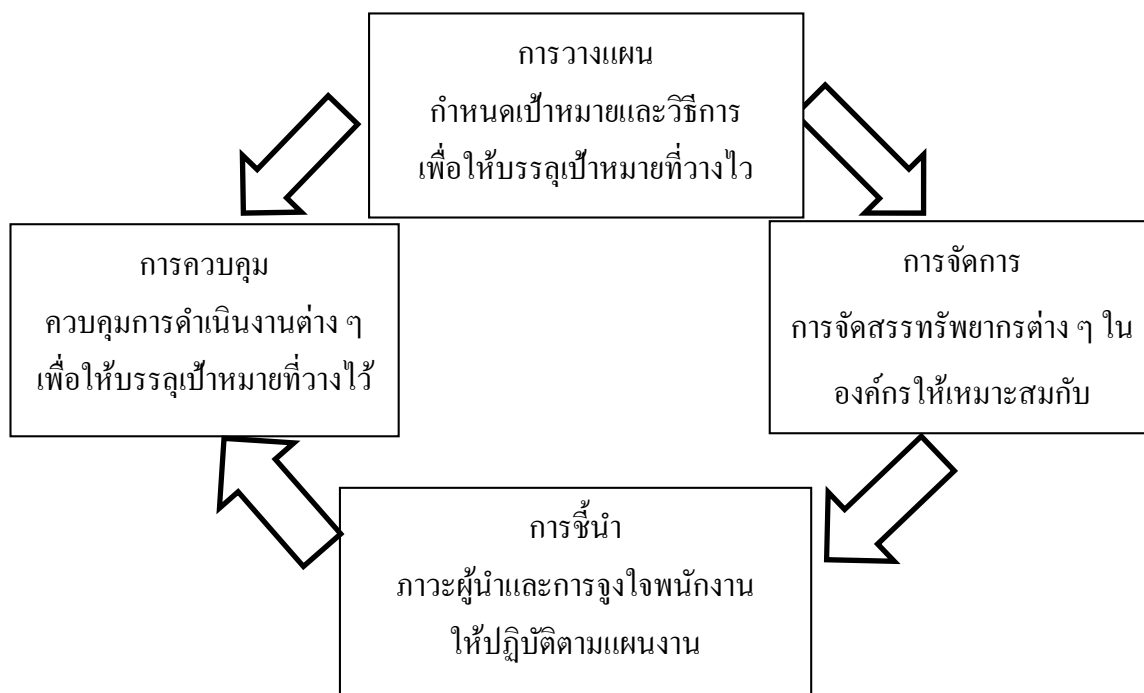 การวางแผน
กำหนดเป้าหมายและวิธีการ
เพื่อให้บรรลุเป้าหมายที่วางไว
การจัดการ
การจัดสรรทรัพยากรต่าง ๆ ใน
องค์กรให้เหมาะสมกับ
การชี้นำ
ภาวะผู้นำและการจูงใจพนักงาน
ให้ปฏิบัติตามแผนงาน
การควบคุม
ควบคุมการดำเนินงานต่าง ๆ
เพื่อให้บรรลุเป้าหมายที่วางไว้